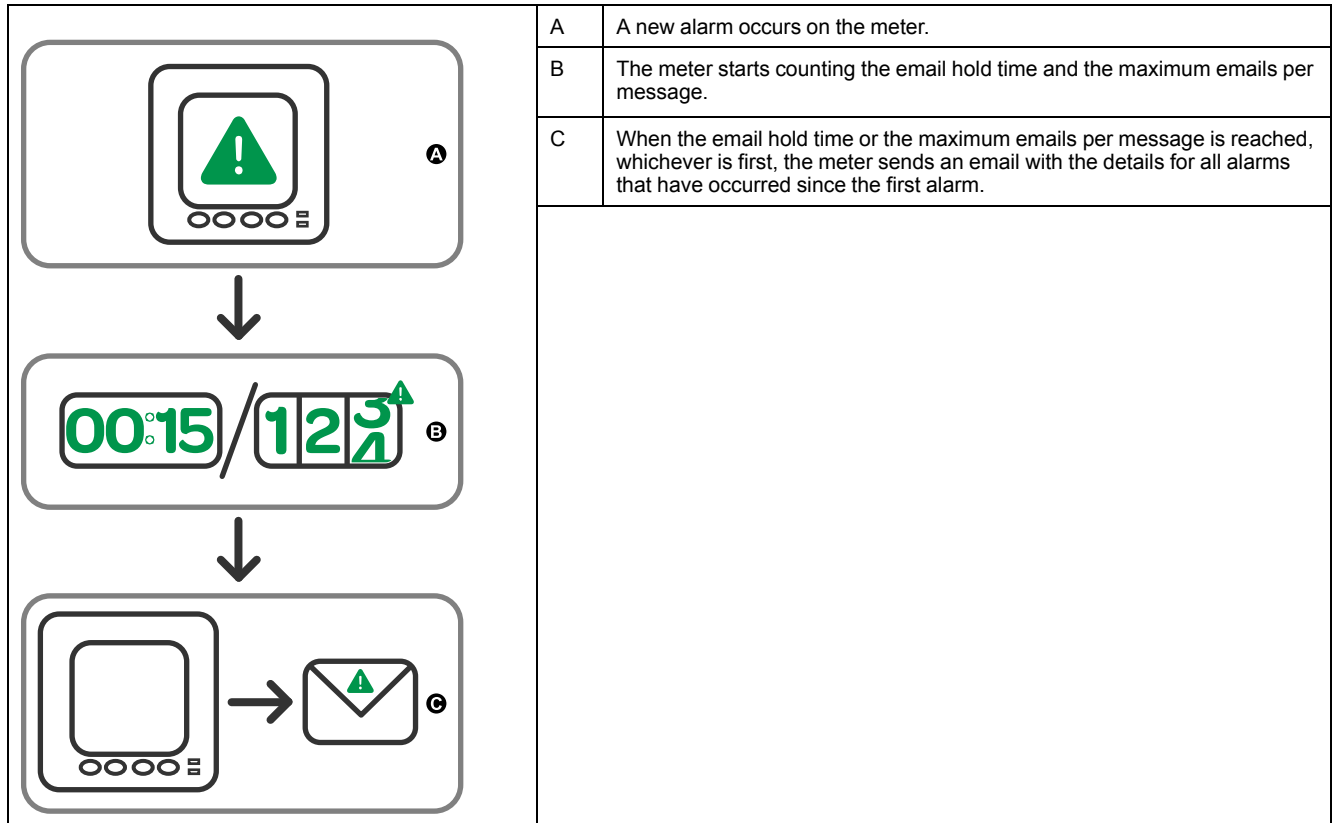 A A new alarm occurs on the meter.
B The meter starts counting the email hold time and the maximum emails per
message.
C When the email hold time or the maximum emails per message is reached,
whichever is first, the meter sends an email with the details for all alarms
that have occurred since the first alarm.
!
A
00:15/123
4
!
B
!
C